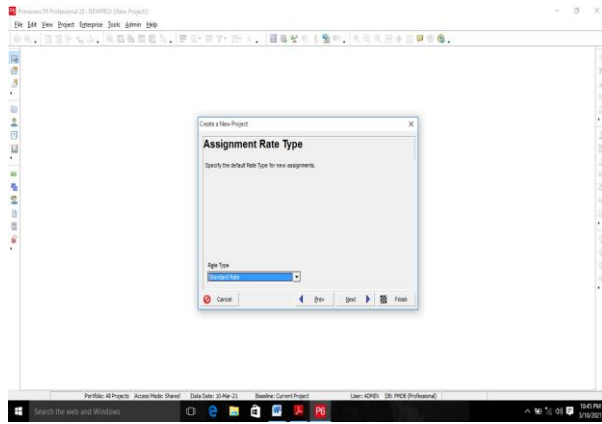 Primavera P6 Professional 20 : NEWPROJ (New Project)
File Edit View Project Enterprise Tools Admin Help
Create a New Project
Assignment Rate Type
Specify the default Rate Type for new assignments.
Rate Type
Standard Rate
Cancel Prev Next Finish
Portfolio: All Projects Access Mode: Shared Data Date: 10-Mar-21 Baseline: Current Project User: ADMIN DB: PMDB (Professional)
Search the web and Windows
P6
10:43 PM
3/10/2021